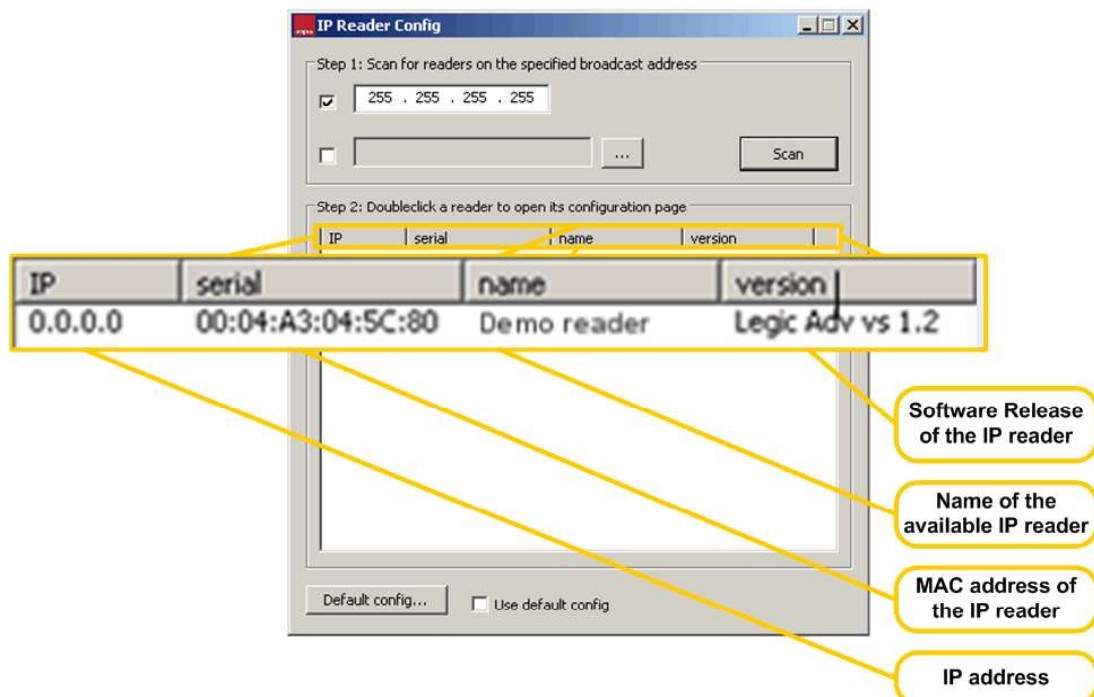 IP Reader Config
Step 1: Scan for readers on the specified broadcast address
255 . 255 . 255 . 255
...
Scan
Step 2: Doubleclick a reader to open its configuration page
IP serial name version
IP serial name version
0.0.0.0 00:04:A3:04:5C:80 Demo reader Legic Adv vs 1.2
Software Release
of the IP reader
Name of the
available IP reader
MAC address of
the IP reader
IP address
Default config...
Use default config